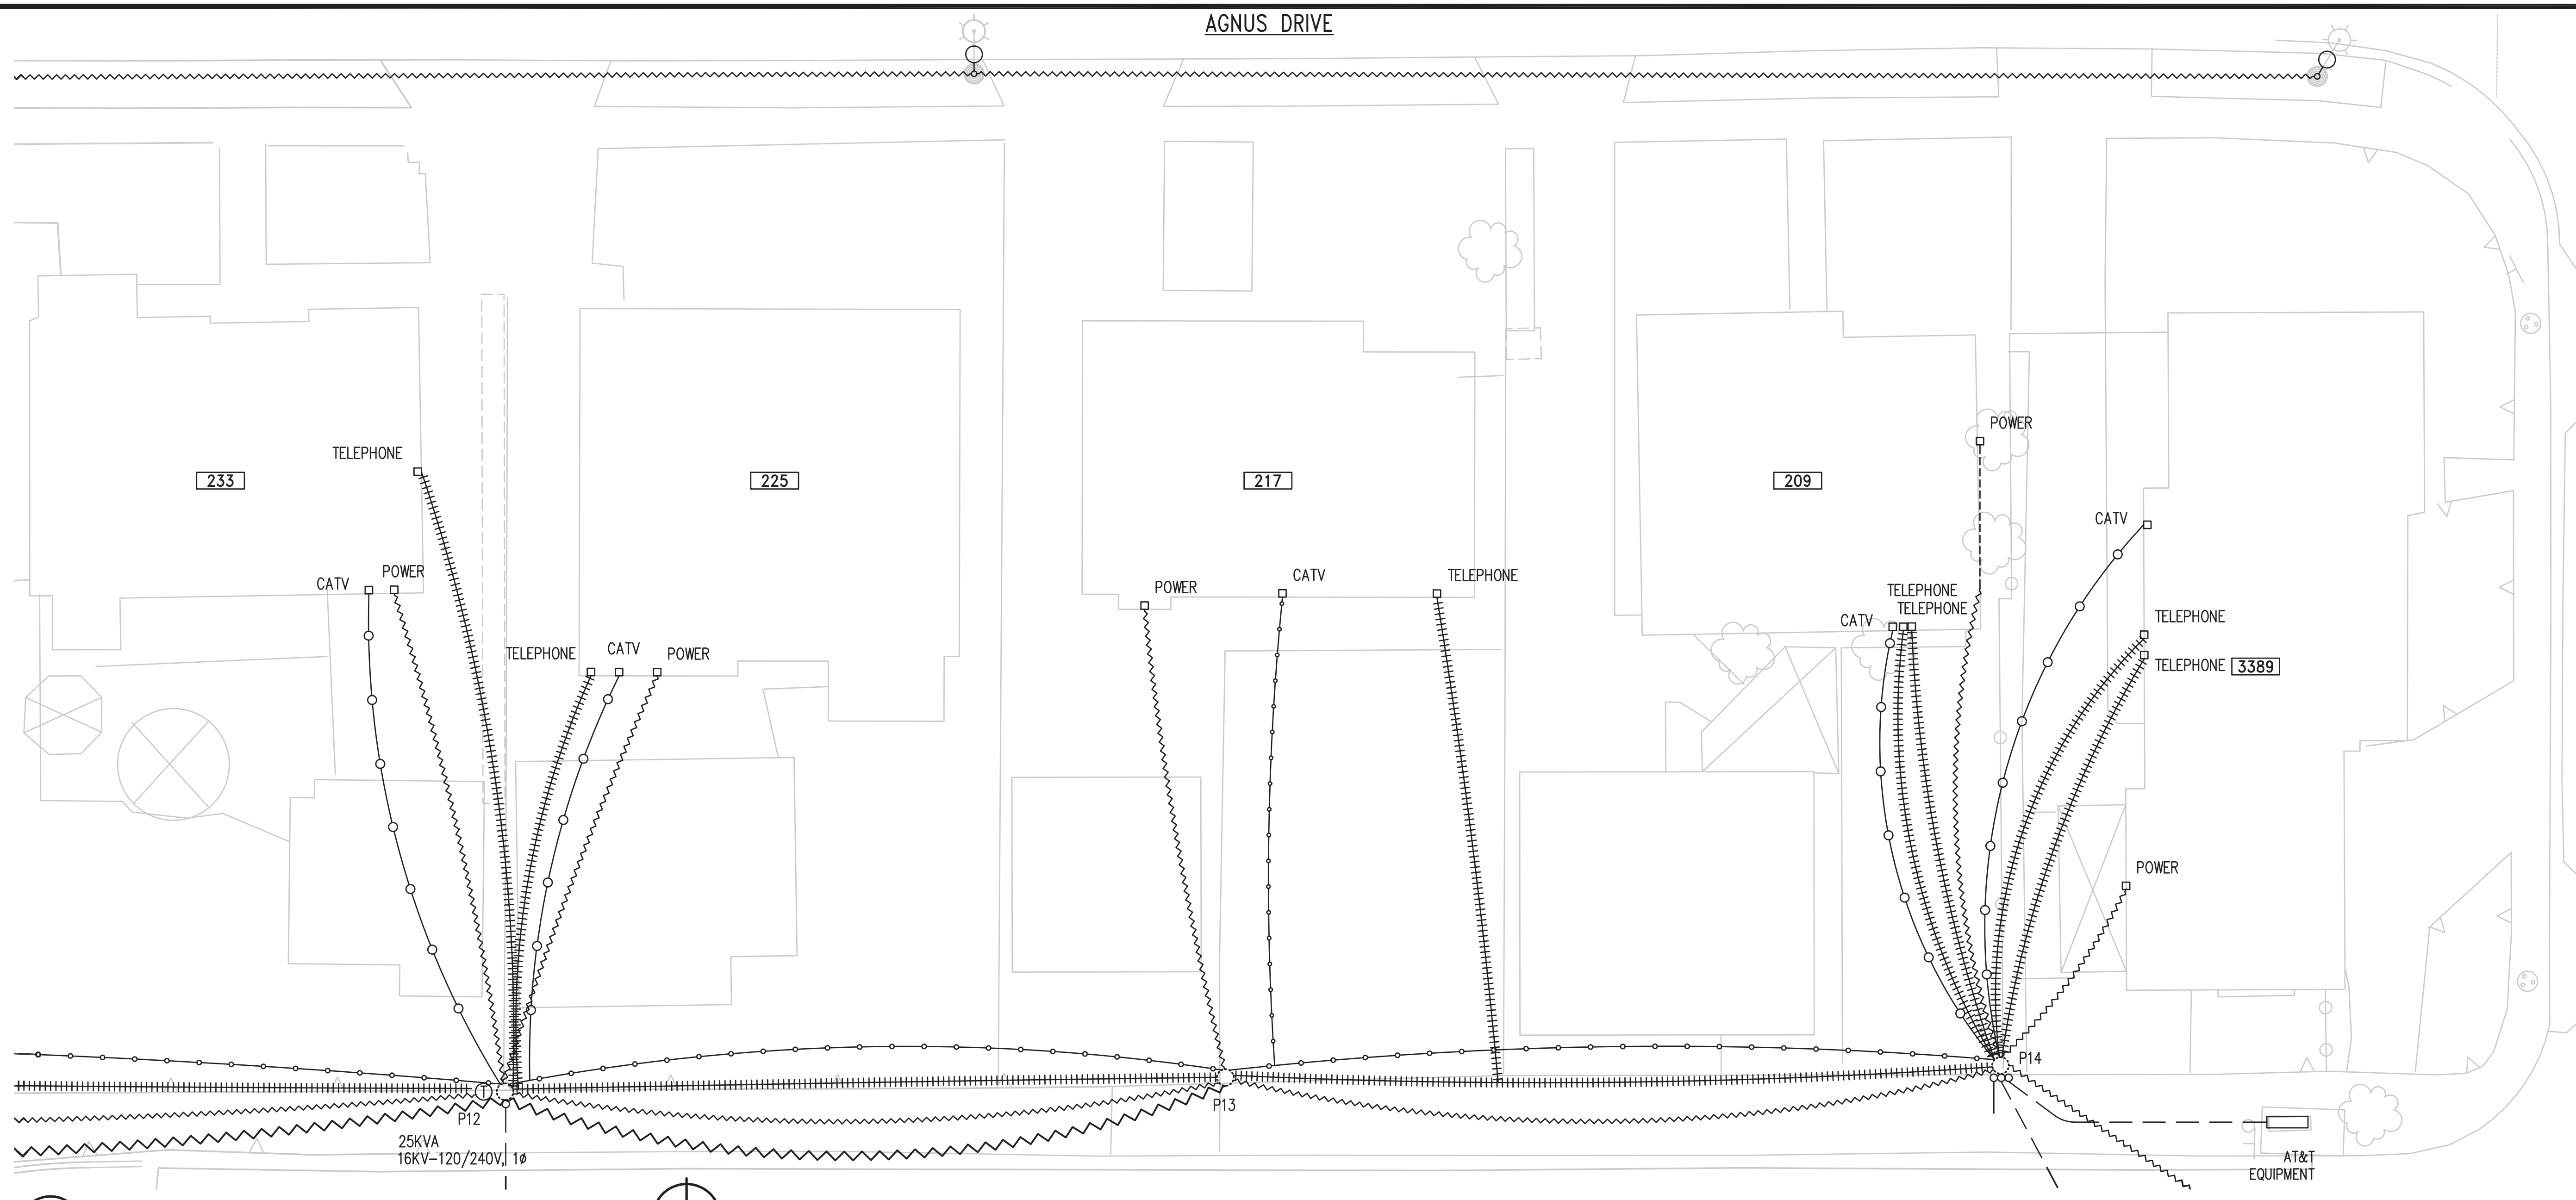 AGNUS DRIVE
POWER
TELEPHONE
233
225
217
209
CATV
POWER
CATV
POWER
CATV
TELEPHONE
TELEPHONE
TELEPHONE
CATV
TELEPHONE
TELEPHONE
CATV
POWER
TELEPHONE 3389
POWER
P14
P13
P12
25KVA
16KV-120/240V, 1ø
AT&T
EQUIPMENT
T